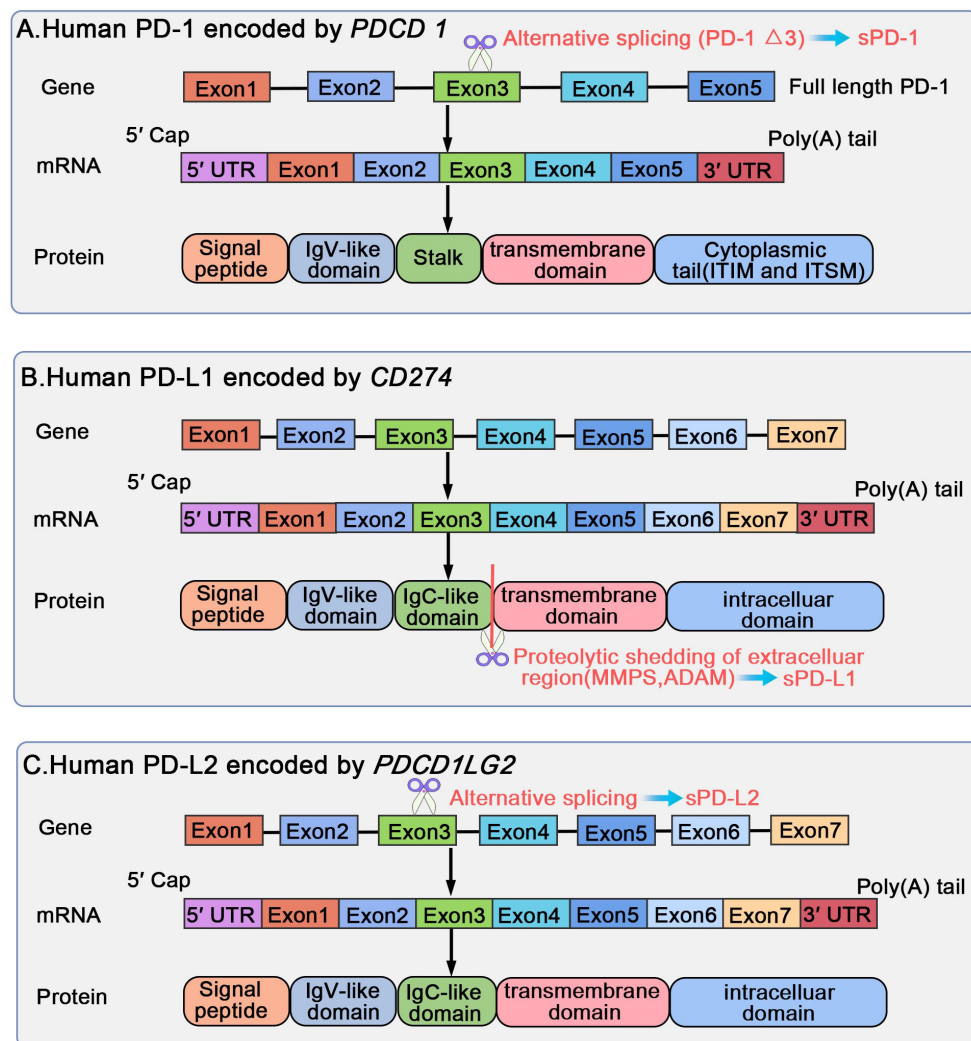 A.Human PD-1 encoded by PDCD 1
Alternative splicing (PD-1 △3) sPD-1
Gene Exon1 Exon2 Exon3 Exon4 Exon5 Full length PD-1
5′ Cap Poly(A) tail
mRNA 5′ UTR Exon1 Exon2 Exon3 Exon4 Exon5 3′ UTR
Protein Signal peptide IgV-like domain Stalk transmembrane domain Cytoplasmic tail(ITIM and ITSM)
B.Human PD-L1 encoded by CD274
Gene Exon1 Exon2 Exon3 Exon4 Exon5 Exon6 Exon7
5′ Cap Poly(A) tail
mRNA 5′ UTR Exon1 Exon2 Exon3 Exon4 Exon5 Exon6 Exon7 3′ UTR
Protein Signal peptide IgV-like domain IgC-like domain transmembrane domain intracelluar domain
Proteolytic shedding of extracelluar
region(MMPS,ADAM) sPD-L1
C.Human PD-L2 encoded by PDCD1LG2
Alternative splicing sPD-L2
Gene Exon1 Exon2 Exon3 Exon4 Exon5 Exon6 Exon7
5′ Cap Poly(A) tail
mRNA 5′ UTR Exon1 Exon2 Exon3 Exon4 Exon5 Exon6 Exon7 3′ UTR
Protein Signal peptide IgV-like domain IgC-like domain transmembrane domain intracelluar domain